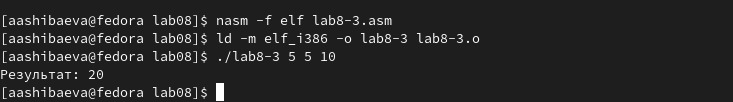 [aashibaeva@fedora lab08]$ nasm -f elf lab8-3.asm
[aashibaeva@fedora lab08]$ ld -m elf_i386 -o lab8-3 lab8-3.o
[aashibaeva@fedora lab08]$ ./lab8-3 5 5 10
Результат: 20
[aashibaeva@fedora lab08]$